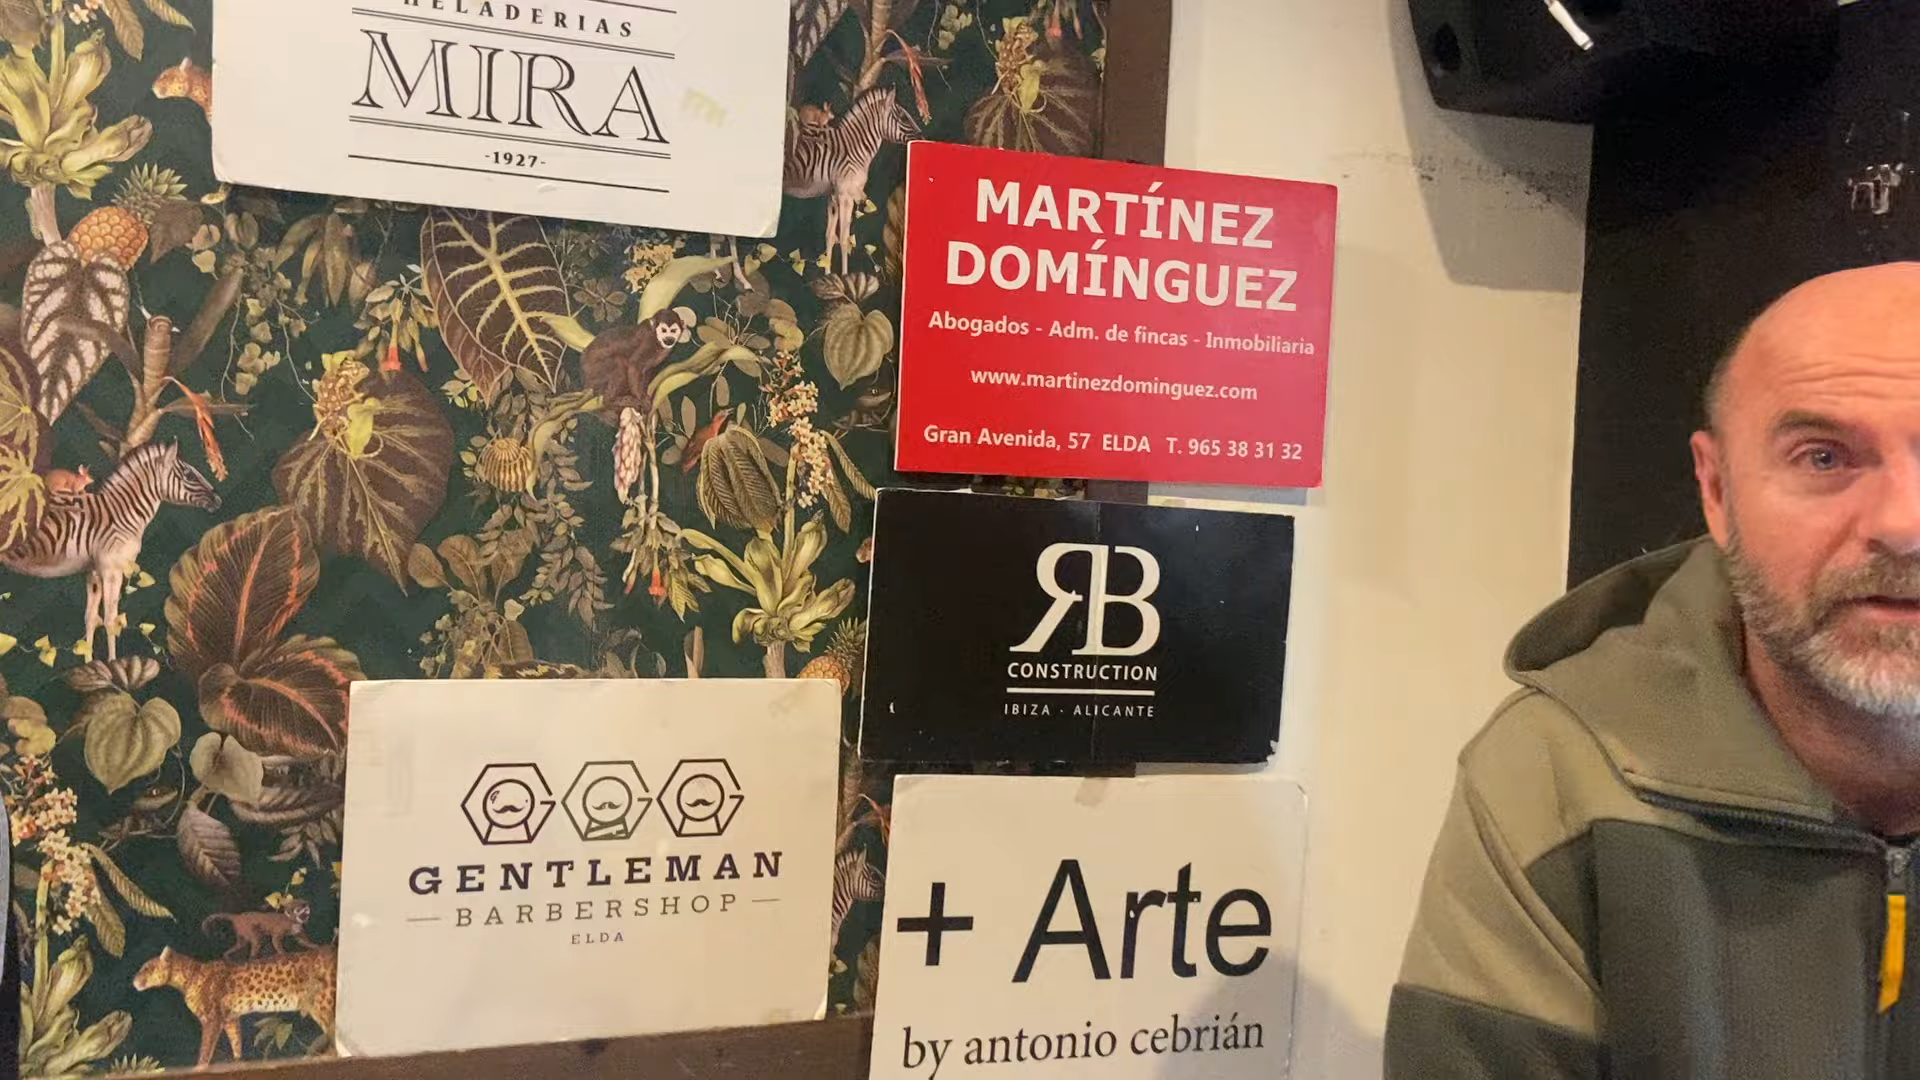 HELADERIAS
MIRA
-1927-
MARTÍNEZ
DOMÍNGUEZ
Abogados - Adm. de fincas - Inmobiliaria
www.martinezdominguez.com
Gran Avenida, 57 ELDA T. 965 38 31 32
RB
CONSTRUCTION
IBIZA · ALICANTE
GENTLEMAN
— BARBERSHOP —
ELDA
+ Arte
by antonio cebrián